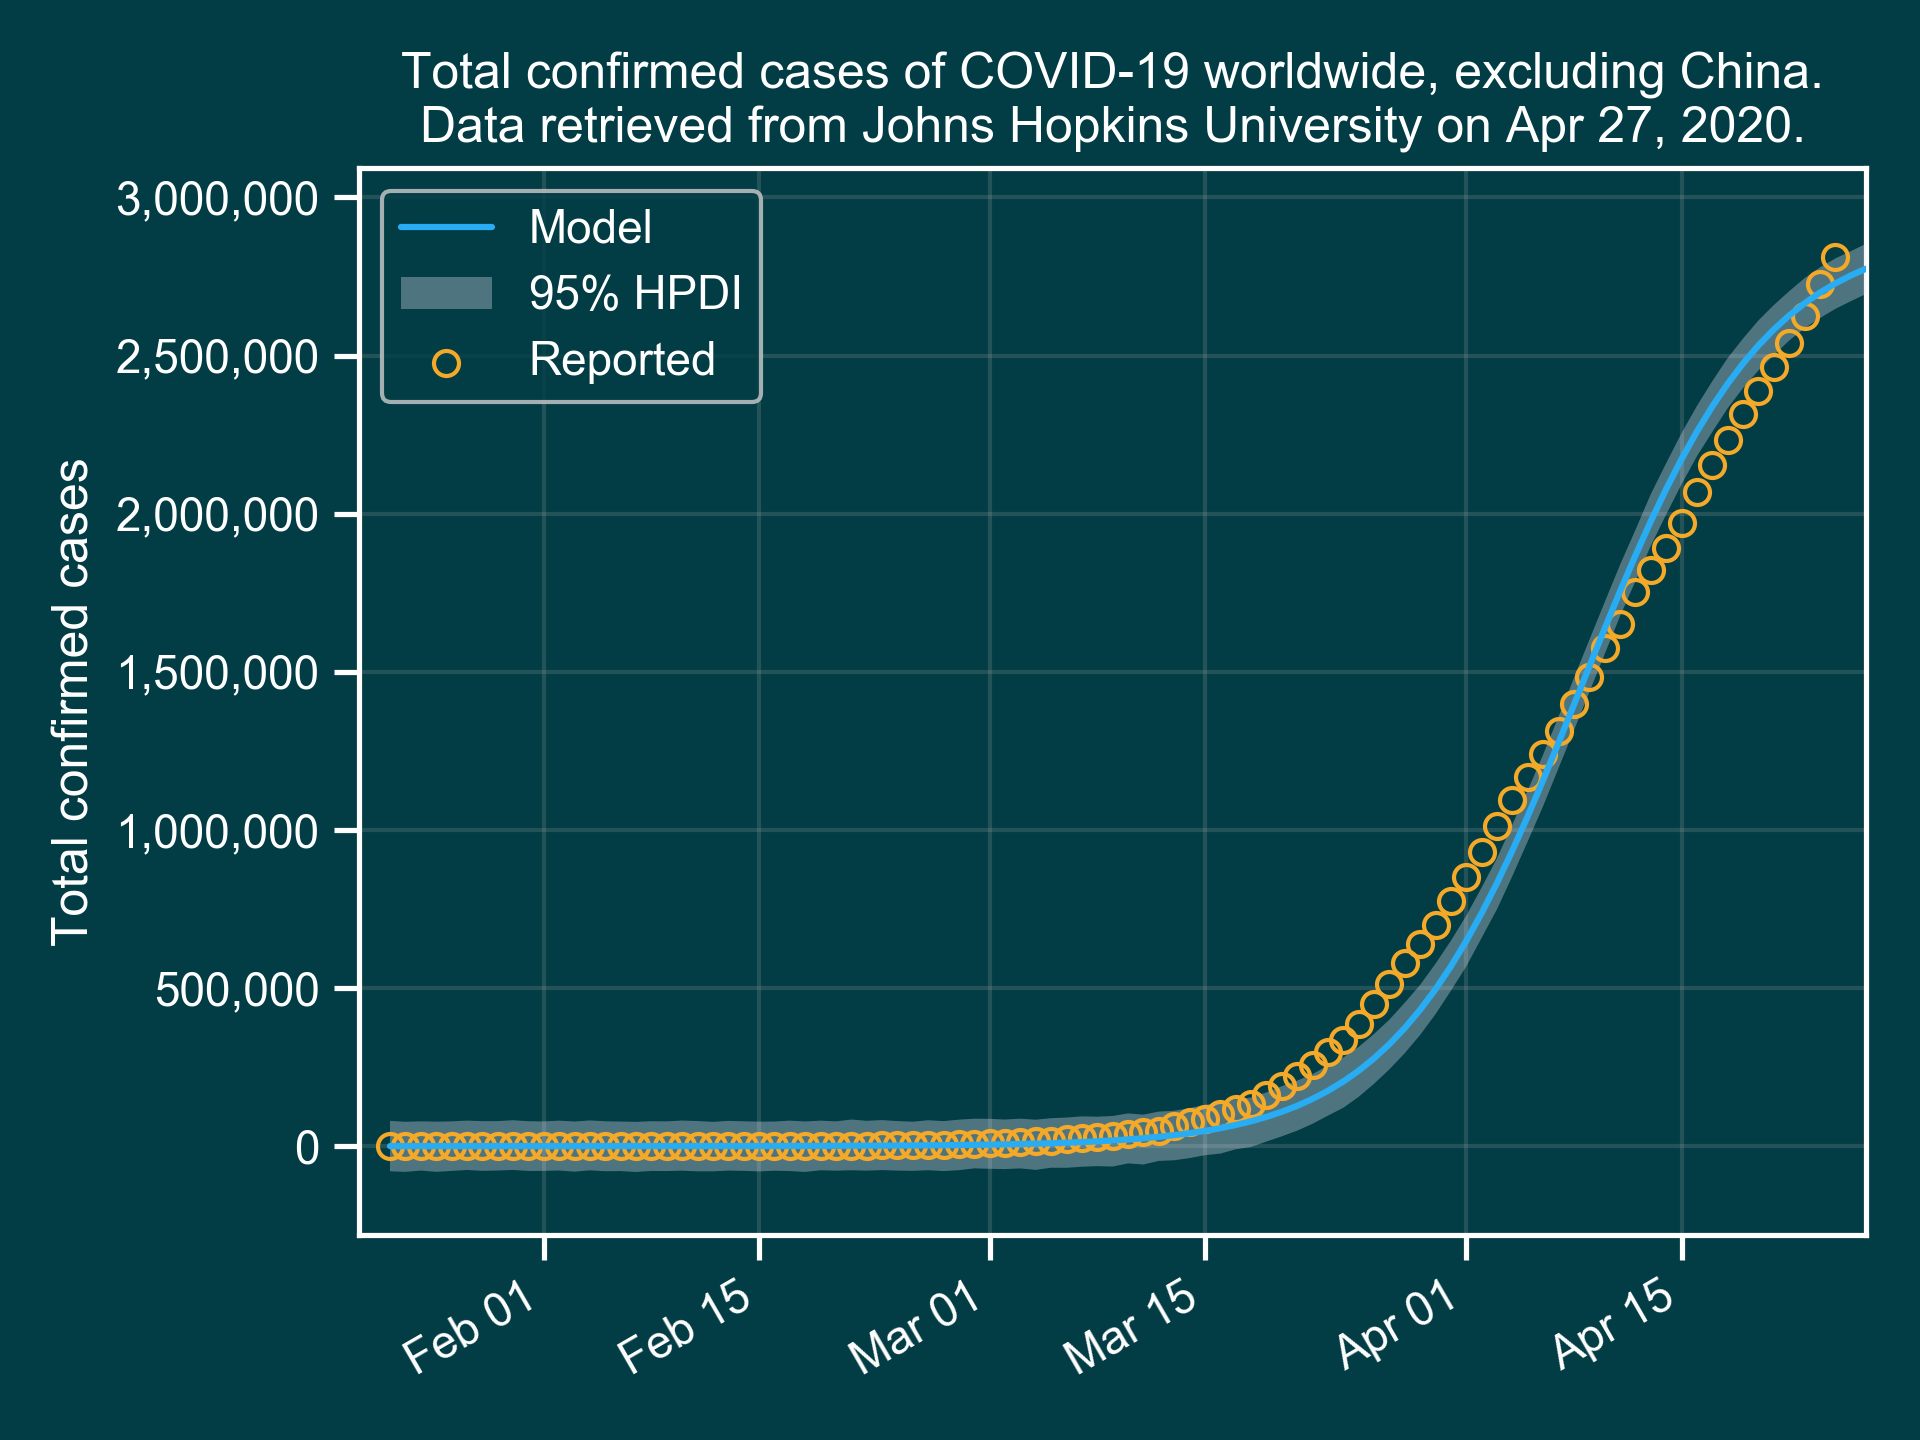 Total confirmed cases of COVID-19 worldwide, excluding China.
Data retrieved from Johns Hopkins University on Apr 27, 2020.
Model
95% HPDI
Reported
Total confirmed cases
3,000,000
2,500,000
2,000,000
1,500,000
1,000,000
500,000
0
Feb 01
Feb 15
Mar 01
Mar 15
Apr 01
Apr 15